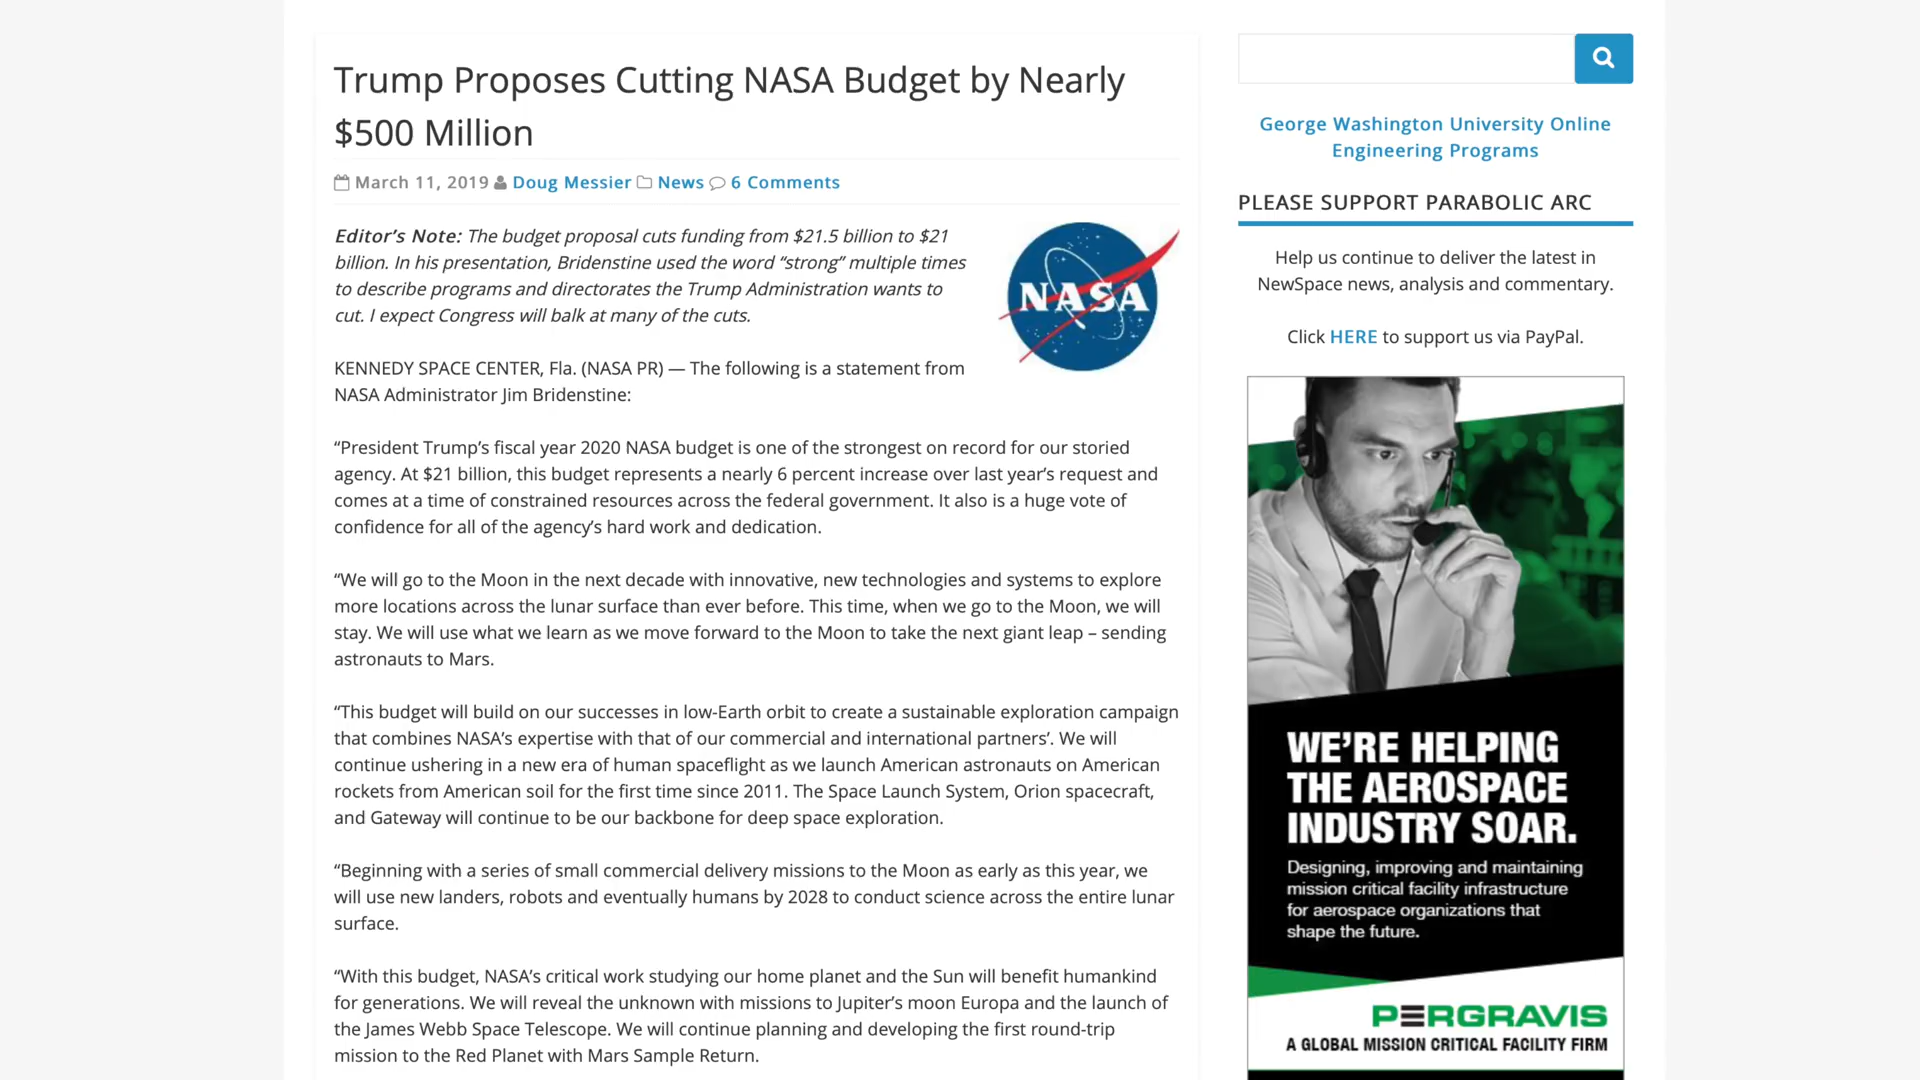 Trump Proposes Cutting NASA Budget by Nearly
$500 Million
March 11, 2019 Doug Messier News 6 Comments
Editor’s Note: The budget proposal cuts funding from $21.5 billion to $21
billion. In his presentation, Bridenstine used the word “strong” multiple times
to describe programs and directorates the Trump Administration wants to
cut. I expect Congress will balk at many of the cuts.
NASA
KENNEDY SPACE CENTER, Fla. (NASA PR) — The following is a statement from
NASA Administrator Jim Bridenstine:
“President Trump’s fiscal year 2020 NASA budget is one of the strongest on record for our storied
agency. At $21 billion, this budget represents a nearly 6 percent increase over last year’s request and
comes at a time of constrained resources across the federal government. It also is a huge vote of
confidence for all of the agency’s hard work and dedication.
“We will go to the Moon in the next decade with innovative, new technologies and systems to explore
more locations across the lunar surface than ever before. This time, when we go to the Moon, we will
stay. We will use what we learn as we move forward to the Moon to take the next giant leap – sending
astronauts to Mars.
“This budget will build on our successes in low-Earth orbit to create a sustainable exploration campaign
that combines NASA’s expertise with that of our commercial and international partners’. We will
continue ushering in a new era of human spaceflight as we launch American astronauts on American
rockets from American soil for the first time since 2011. The Space Launch System, Orion spacecraft,
and Gateway will continue to be our backbone for deep space exploration.
“Beginning with a series of small commercial delivery missions to the Moon as early as this year, we
will use new landers, robots and eventually humans by 2028 to conduct science across the entire lunar
surface.
“With this budget, NASA’s critical work studying our home planet and the Sun will benefit humankind
for generations. We will reveal the unknown with missions to Jupiter’s moon Europa and the launch of
the James Webb Space Telescope. We will continue planning and developing the first round-trip
mission to the Red Planet with Mars Sample Return.
George Washington University Online
Engineering Programs
PLEASE SUPPORT PARABOLIC ARC
Help us continue to deliver the latest in
NewSpace news, analysis and commentary.
Click HERE to support us via PayPal.
WE’RE HELPING
THE AEROSPACE
INDUSTRY SOAR.
Designing, improving and maintaining
mission critical facility infrastructure
for aerospace organizations that
shape the future.
PERGRAVIS
A GLOBAL MISSION CRITICAL FACILITY FIRM